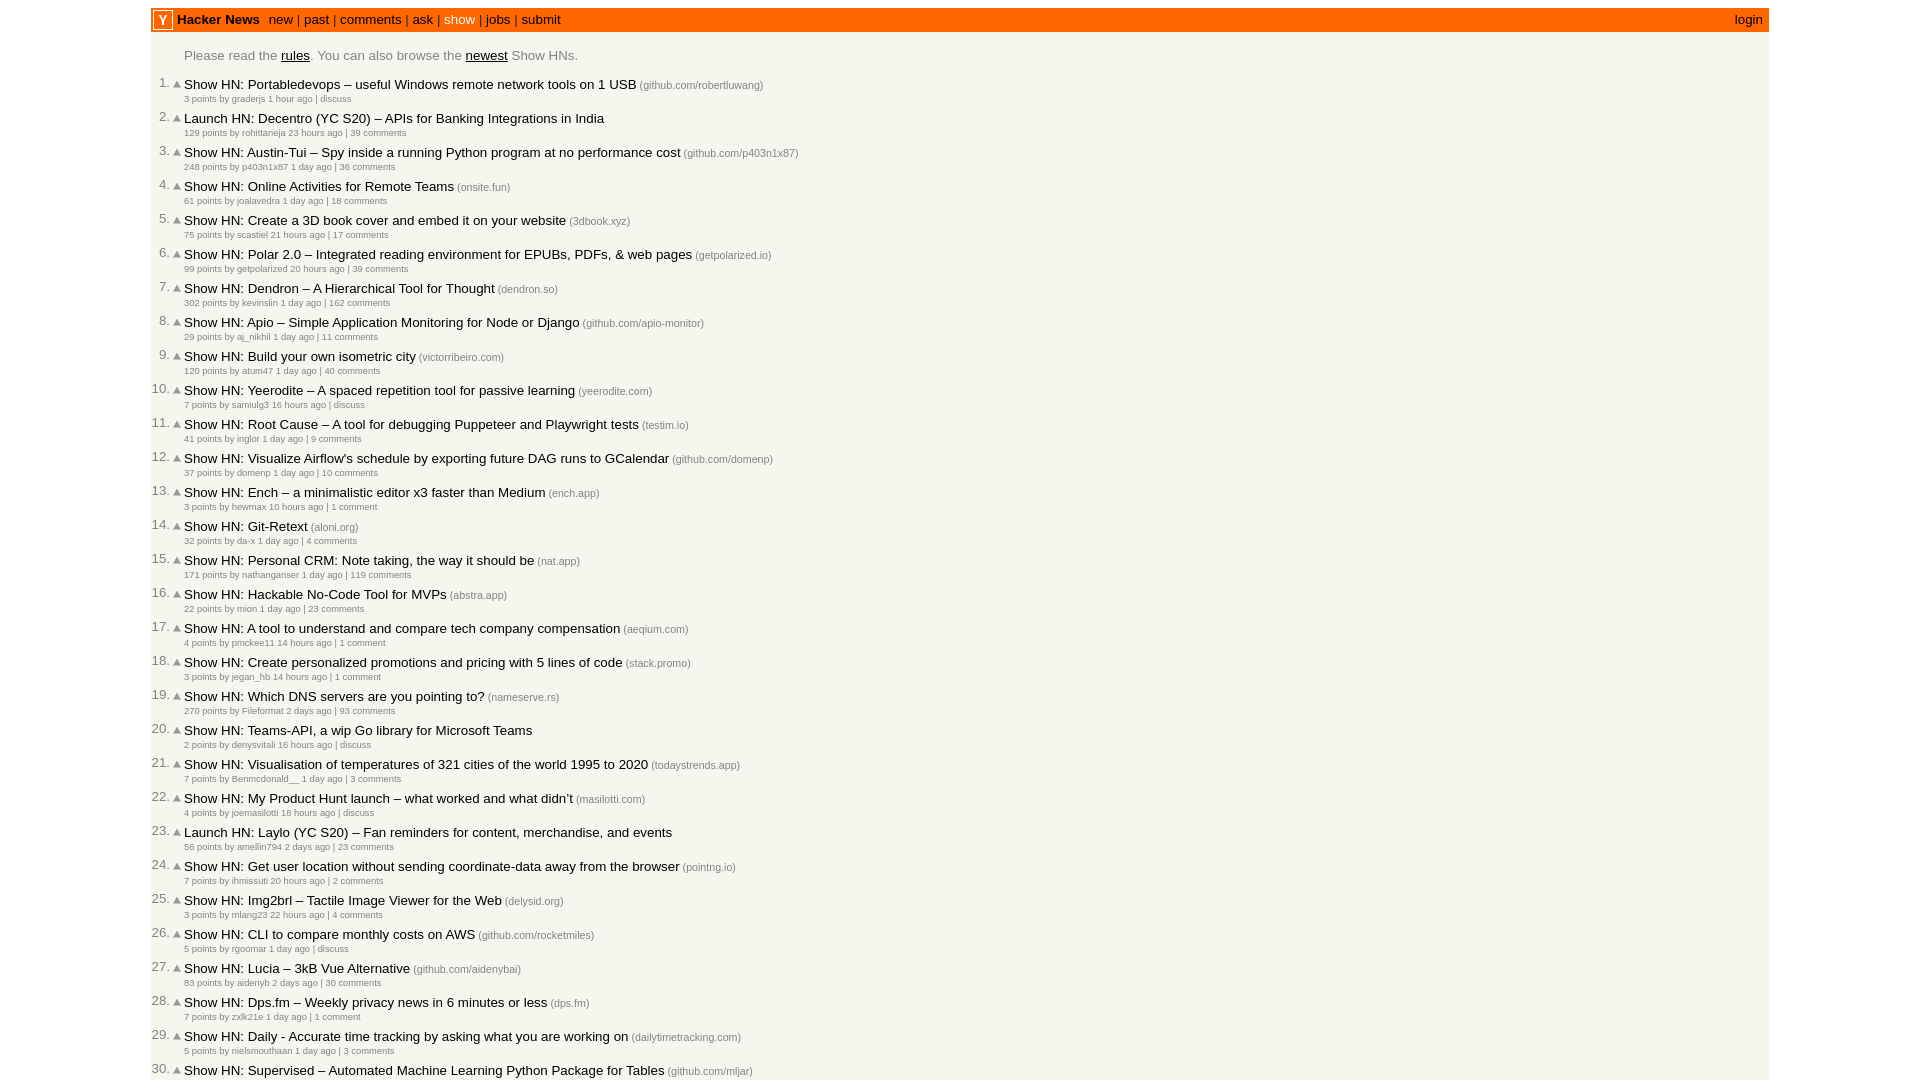 Y Hacker News new | past | comments | ask | show | jobs | submit login
Please read the rules. You can also browse the newest Show HNs.
1. Show HN: Portabledevops – useful Windows remote network tools on 1 USB (github.com/robertluwang)
3 points by graderjs 1 hour ago | discuss
2. Launch HN: Decentro (YC S20) – APIs for Banking Integrations in India
129 points by rohittaneja 23 hours ago | 39 comments
3. Show HN: Austin-Tui – Spy inside a running Python program at no performance cost (github.com/p403n1x87)
248 points by p403n1x87 1 day ago | 36 comments
4. Show HN: Online Activities for Remote Teams (onsite.fun)
61 points by joalavedra 1 day ago | 18 comments
5. Show HN: Create a 3D book cover and embed it on your website (3dbook.xyz)
75 points by scastiel 21 hours ago | 17 comments
6. Show HN: Polar 2.0 – Integrated reading environment for EPUBs, PDFs, & web pages (getpolarized.io)
99 points by getpolarized 20 hours ago | 39 comments
7. Show HN: Dendron – A Hierarchical Tool for Thought (dendron.so)
302 points by kevinslin 1 day ago | 162 comments
8. Show HN: Apio – Simple Application Monitoring for Node or Django (github.com/apio-monitor)
29 points by aj_nikhil 1 day ago | 11 comments
9. Show HN: Build your own isometric city (victorribeiro.com)
120 points by atum47 1 day ago | 40 comments
10. Show HN: Yeerodite – A spaced repetition tool for passive learning (yeerodite.com)
7 points by samiulg3 16 hours ago | discuss
11. Show HN: Root Cause – A tool for debugging Puppeteer and Playwright tests (testim.io)
41 points by inglor 1 day ago | 9 comments
12. Show HN: Visualize Airflow's schedule by exporting future DAG runs to GCalendar (github.com/domenp)
37 points by domenp 1 day ago | 10 comments
13. Show HN: Ench – a minimalistic editor x3 faster than Medium (ench.app)
3 points by hewmax 10 hours ago | 1 comment
14. Show HN: Git-Retext (aloni.org)
32 points by da-x 1 day ago | 4 comments
15. Show HN: Personal CRM: Note taking, the way it should be (nat.app)
171 points by nathanganser 1 day ago | 119 comments
16. Show HN: Hackable No-Code Tool for MVPs (abstra.app)
22 points by mion 1 day ago | 23 comments
17. Show HN: A tool to understand and compare tech company compensation (aeqium.com)
4 points by pmckee11 14 hours ago | 1 comment
18. Show HN: Create personalized promotions and pricing with 5 lines of code (stack.promo)
3 points by jegan_hb 14 hours ago | 1 comment
19. Show HN: Which DNS servers are you pointing to? (nameserve.rs)
270 points by Fileformat 2 days ago | 93 comments
20. Show HN: Teams-API, a wip Go library for Microsoft Teams
2 points by denysvitali 16 hours ago | discuss
21. Show HN: Visualisation of temperatures of 321 cities of the world 1995 to 2020 (todaystrends.app)
7 points by Benmcdonald__ 1 day ago | 3 comments
22. Show HN: My Product Hunt launch – what worked and what didn’t (masilotti.com)
4 points by joemasilotti 18 hours ago | discuss
23. Launch HN: Laylo (YC S20) – Fan reminders for content, merchandise, and events
56 points by amellin794 2 days ago | 23 comments
24. Show HN: Get user location without sending coordinate-data away from the browser (pointng.io)
7 points by ihmissuti 20 hours ago | 2 comments
25. Show HN: Img2brl – Tactile Image Viewer for the Web (delysid.org)
3 points by mlang23 22 hours ago | 4 comments
26. Show HN: CLI to compare monthly costs on AWS (github.com/rocketmiles)
5 points by rgoomar 1 day ago | discuss
27. Show HN: Lucia – 3kB Vue Alternative (github.com/aidenybai)
83 points by aidenyb 2 days ago | 30 comments
28. Show HN: Dps.fm – Weekly privacy news in 6 minutes or less (dps.fm)
7 points by zxlk21e 1 day ago | 1 comment
29. Show HN: Daily - Accurate time tracking by asking what you are working on (dailytimetracking.com)
5 points by nielsmouthaan 1 day ago | 3 comments
30. Show HN: Supervised – Automated Machine Learning Python Package for Tables (github.com/mljar)